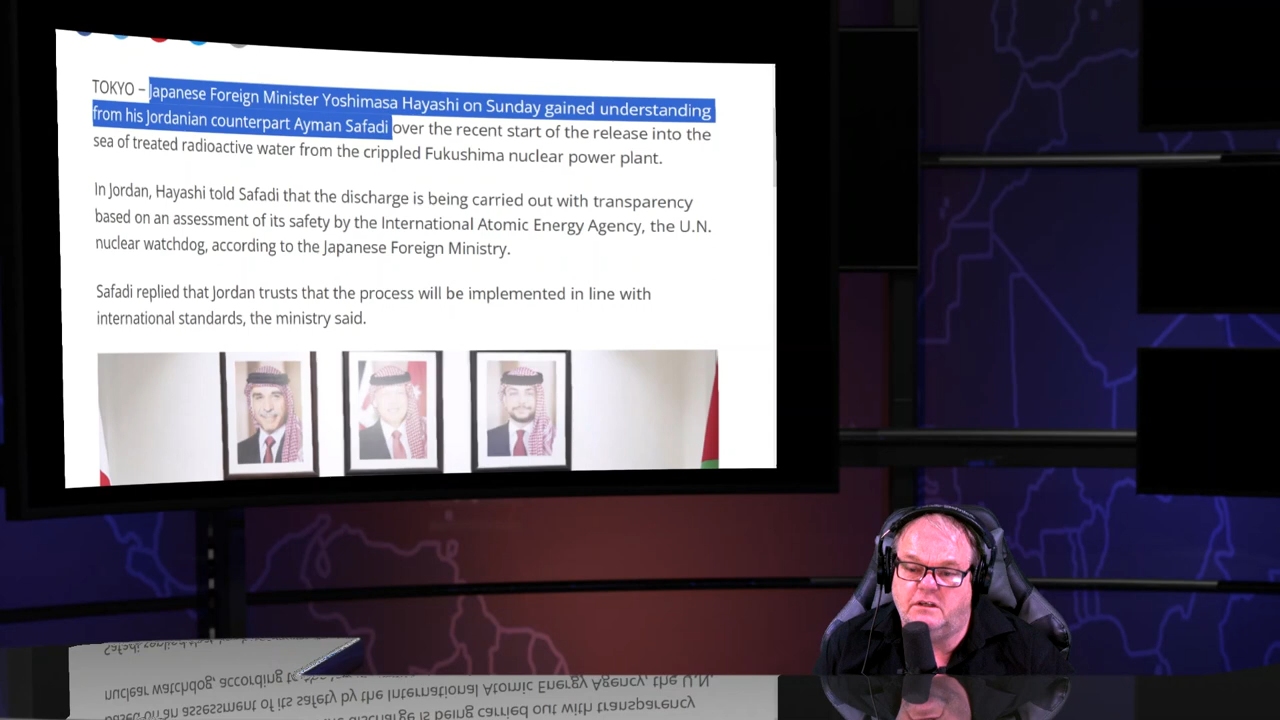 TOKYO – Japanese Foreign Minister Yoshimasa Hayashi on Sunday gained understanding
from his Jordanian counterpart Ayman Safadi over the recent start of the release into the
sea of treated radioactive water from the crippled Fukushima nuclear power plant.
In Jordan, Hayashi told Safadi that the discharge is being carried out with transparency
based on an assessment of its safety by the International Atomic Energy Agency, the U.N.
nuclear watchdog, according to the Japanese Foreign Ministry.
Safadi replied that Jordan trusts that the process will be implemented in line with
international standards, the ministry said.